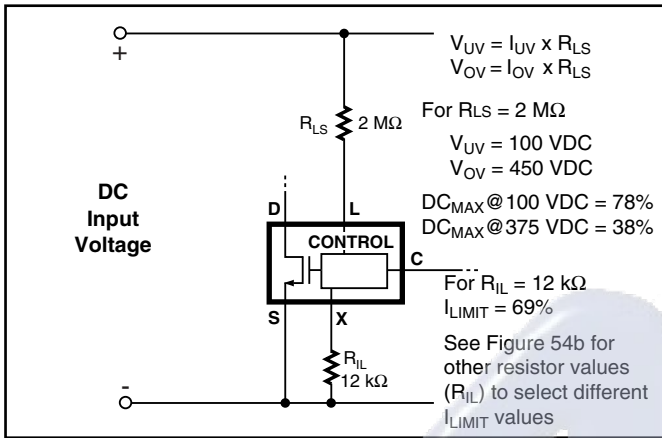 +
DC
Input
Voltage
-
R_LS 2 MΩ
D
L
CONTROL
C
S
X
R_IL
12 kΩ
V_UV = I_UV x R_LS
V_OV = I_OV x R_LS
For RLS = 2 MΩ
V_UV = 100 VDC
V_OV = 450 VDC
DC_MAX@100 VDC = 78%
DC_MAX@375 VDC = 38%
For R_IL = 12 kΩ
I_LIMIT = 69%
See Figure 54b for
other resistor values
(R_IL) to select different
I_LIMIT values